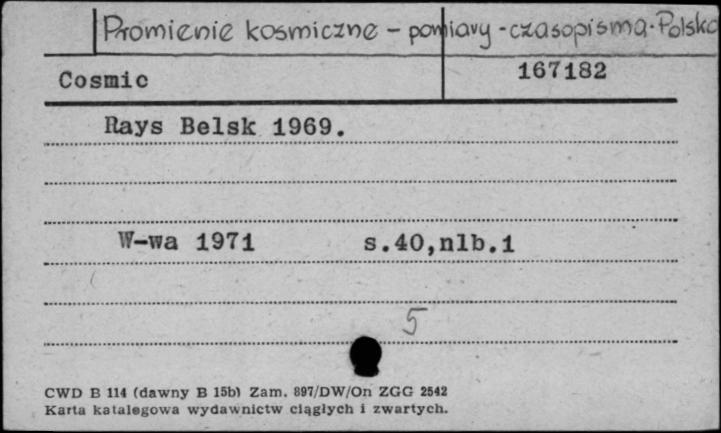 Promienie kosmiczne - pomiary - czasopisma - Polska
Cosmic
167182
Rays Belsk 1969.
W-wa 1971 s.40,nlb.1
5
CWD B 114 (dawny B 15b) Zam. 897/DW/On ZGG 2542
Karta katalegowa wydawnictw ciągłych i zwartych.